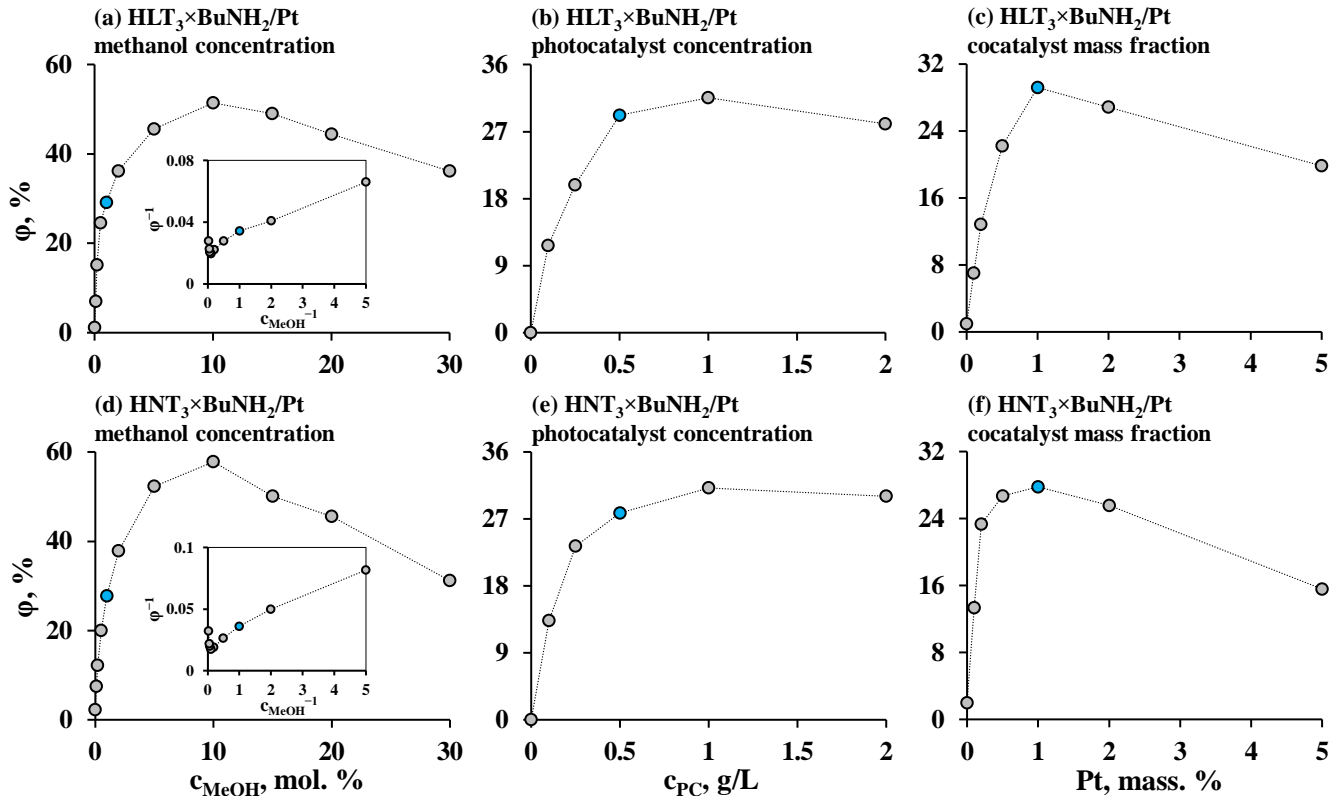 (a) HLT₃×BuNH₂/Pt
methanol concentration
φ, %
60
40
20
0
0 10 20 30
φ⁻¹
0.08
0.04
0
0 1 2 3 4 5
c_MeOH⁻¹
(b) HLT₃×BuNH₂/Pt
photocatalyst concentration
36
27
18
9
0
0 0.5 1 1.5 2
(c) HLT₃×BuNH₂/Pt
cocatalyst mass fraction
32
24
16
8
0
0 1 2 3 4 5
(d) HNT₃×BuNH₂/Pt
methanol concentration
φ, %
60
40
20
0
0 10 20 30
c_MeOH, mol. %
φ⁻¹
0.1
0.05
0
0 1 2 3 4 5
c_MeOH⁻¹
(e) HNT₃×BuNH₂/Pt
photocatalyst concentration
36
27
18
9
0
0 0.5 1 1.5 2
c_PC, g/L
(f) HNT₃×BuNH₂/Pt
cocatalyst mass fraction
32
24
16
8
0
0 1 2 3 4 5
Pt, mass. %